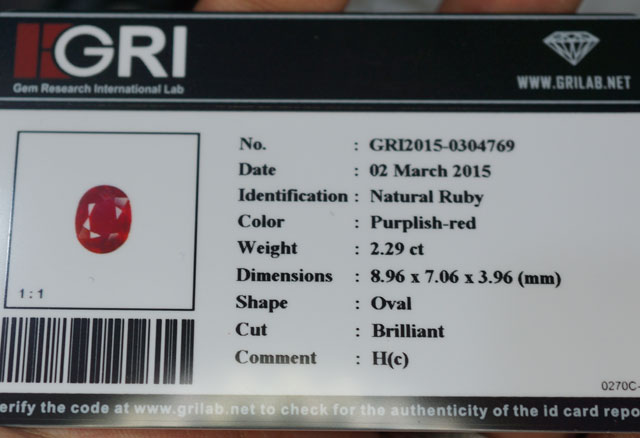 GRI
Gem Research International Lab
WWW.GRILAB.NET
No. : GRI2015-0304769
Date : 02 March 2015
Identification : Natural Ruby
Color : Purplish-red
Weight : 2.29 ct
Dimensions : 8.96 x 7.06 x 3.96 (mm)
Shape : Oval
Cut : Brilliant
Comment : H(c)
1:1
0270C-
erify the code at www.grilab.net to check for the authenticity of the id card repo